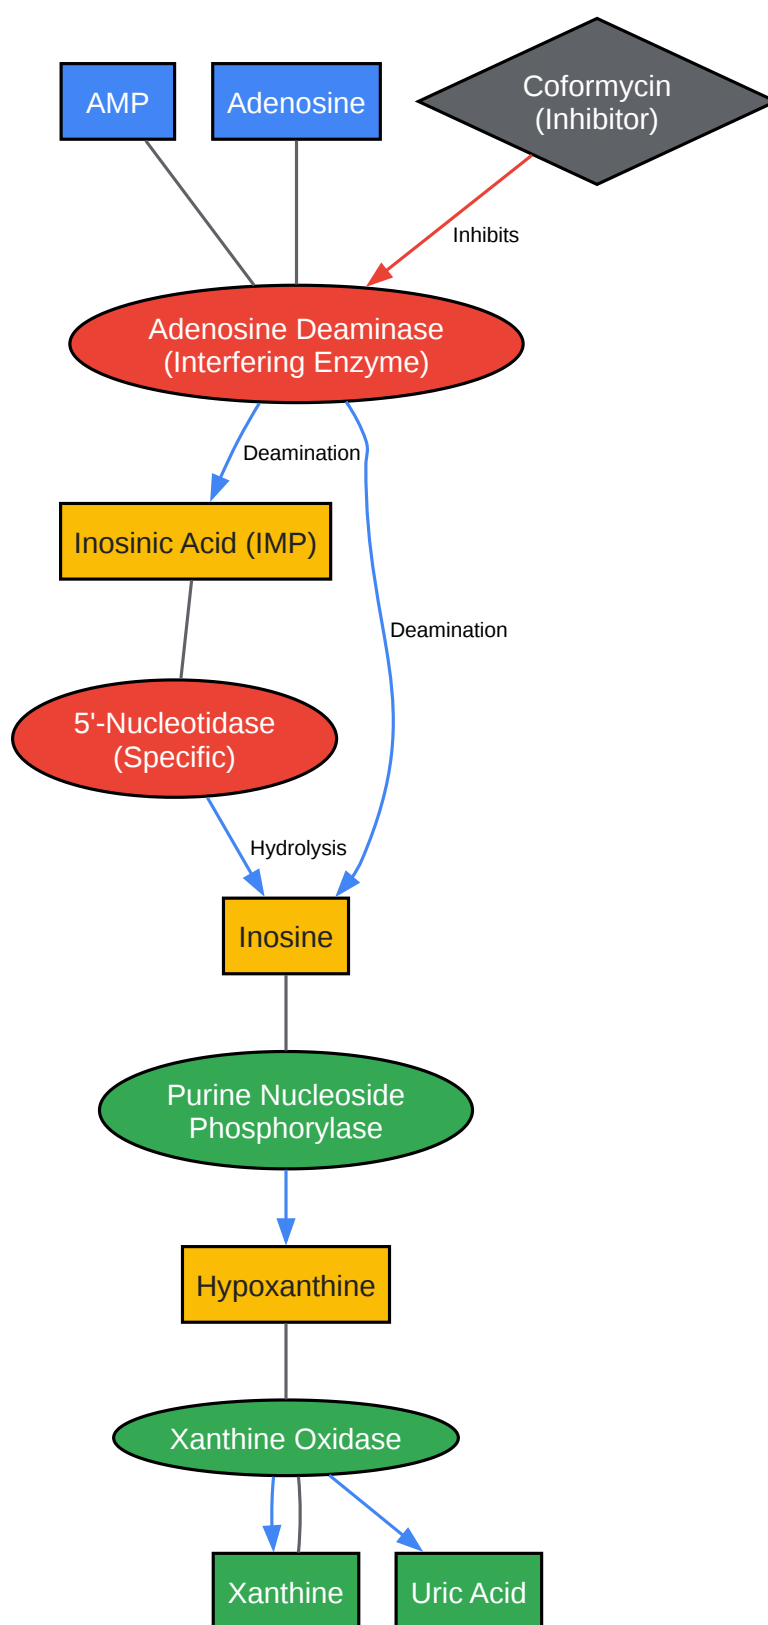 AMP
Adenosine
Coformycin
(Inhibitor)
Inhibits
Adenosine Deaminase
(Interfering Enzyme)
Deamination
Inosinic Acid (IMP)
Deamination
5'-Nucleotidase
(Specific)
Hydrolysis
Inosine
Purine Nucleoside
Phosphorylase
Hypoxanthine
Xanthine Oxidase
Xanthine
Uric Acid